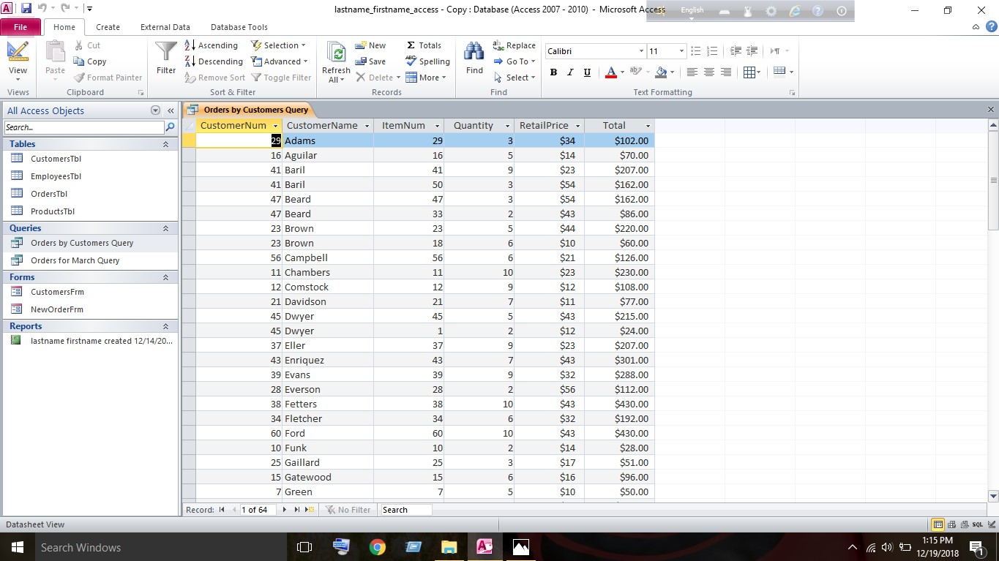 lastname_firstname_access - Copy : Database (Access 2007 - 2010) - Microsoft Access
English
File Home Create External Data Database Tools
View
Views
Paste
Cut
Copy
Format Painter
Clipboard
Filter
Ascending
Descending
Remove Sort
Selection
Advanced
Toggle Filter
Sort & Filter
Refresh All
New
Save
Delete
Totals
Spelling
More
Records
Find
Replace
Go To
Select
Find
Calibri 11
B I U A
Text Formatting
All Access Objects «
Search...
Tables
CustomersTbl
EmployeesTbl
OrdersTbl
ProductsTbl
Queries
Orders by Customers Query
Orders for March Query
Forms
CustomersFrm
NewOrderFrm
Reports
lastname firstname created 12/14/20...
Orders by Customers Query
CustomerNum CustomerName ItemNum Quantity RetailPrice Total
29 Adams 29 3 $34 $102.00
16 Aguilar 16 5 $14 $70.00
41 Baril 41 9 $23 $207.00
41 Baril 50 3 $54 $162.00
47 Beard 47 3 $54 $162.00
47 Beard 33 2 $43 $86.00
23 Brown 23 5 $44 $220.00
23 Brown 18 6 $10 $60.00
56 Campbell 56 6 $21 $126.00
11 Chambers 11 10 $23 $230.00
12 Comstock 12 9 $12 $108.00
21 Davidson 21 7 $11 $77.00
45 Dwyer 45 5 $43 $215.00
45 Dwyer 1 2 $12 $24.00
37 Eller 37 9 $23 $207.00
43 Enriquez 43 7 $43 $301.00
39 Evans 39 9 $32 $288.00
28 Everson 28 2 $56 $112.00
38 Fetters 38 10 $43 $430.00
34 Fletcher 34 6 $32 $192.00
60 Ford 60 10 $43 $430.00
10 Funk 10 2 $14 $28.00
25 Gaillard 25 3 $17 $51.00
15 Gatewood 15 6 $16 $96.00
7 Green 7 5 $10 $50.00
Record: 1 of 64 No Filter Search
Datasheet View SQL
Search Windows
1:15 PM
12/19/2018
1